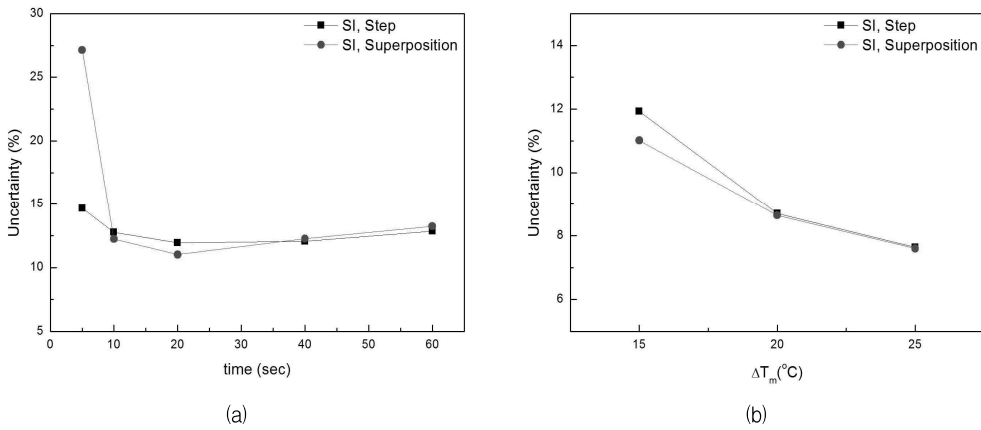 30
25
20
15
10
5
0 10 20 30 40 50 60
Uncertainty (%)
time (sec)
SI, Step
SI, Superposition
(a)
14
12
10
8
6
15 20 25
Uncertainty (%)
ΔTm(°C)
SI, Step
SI, Superposition
(b)